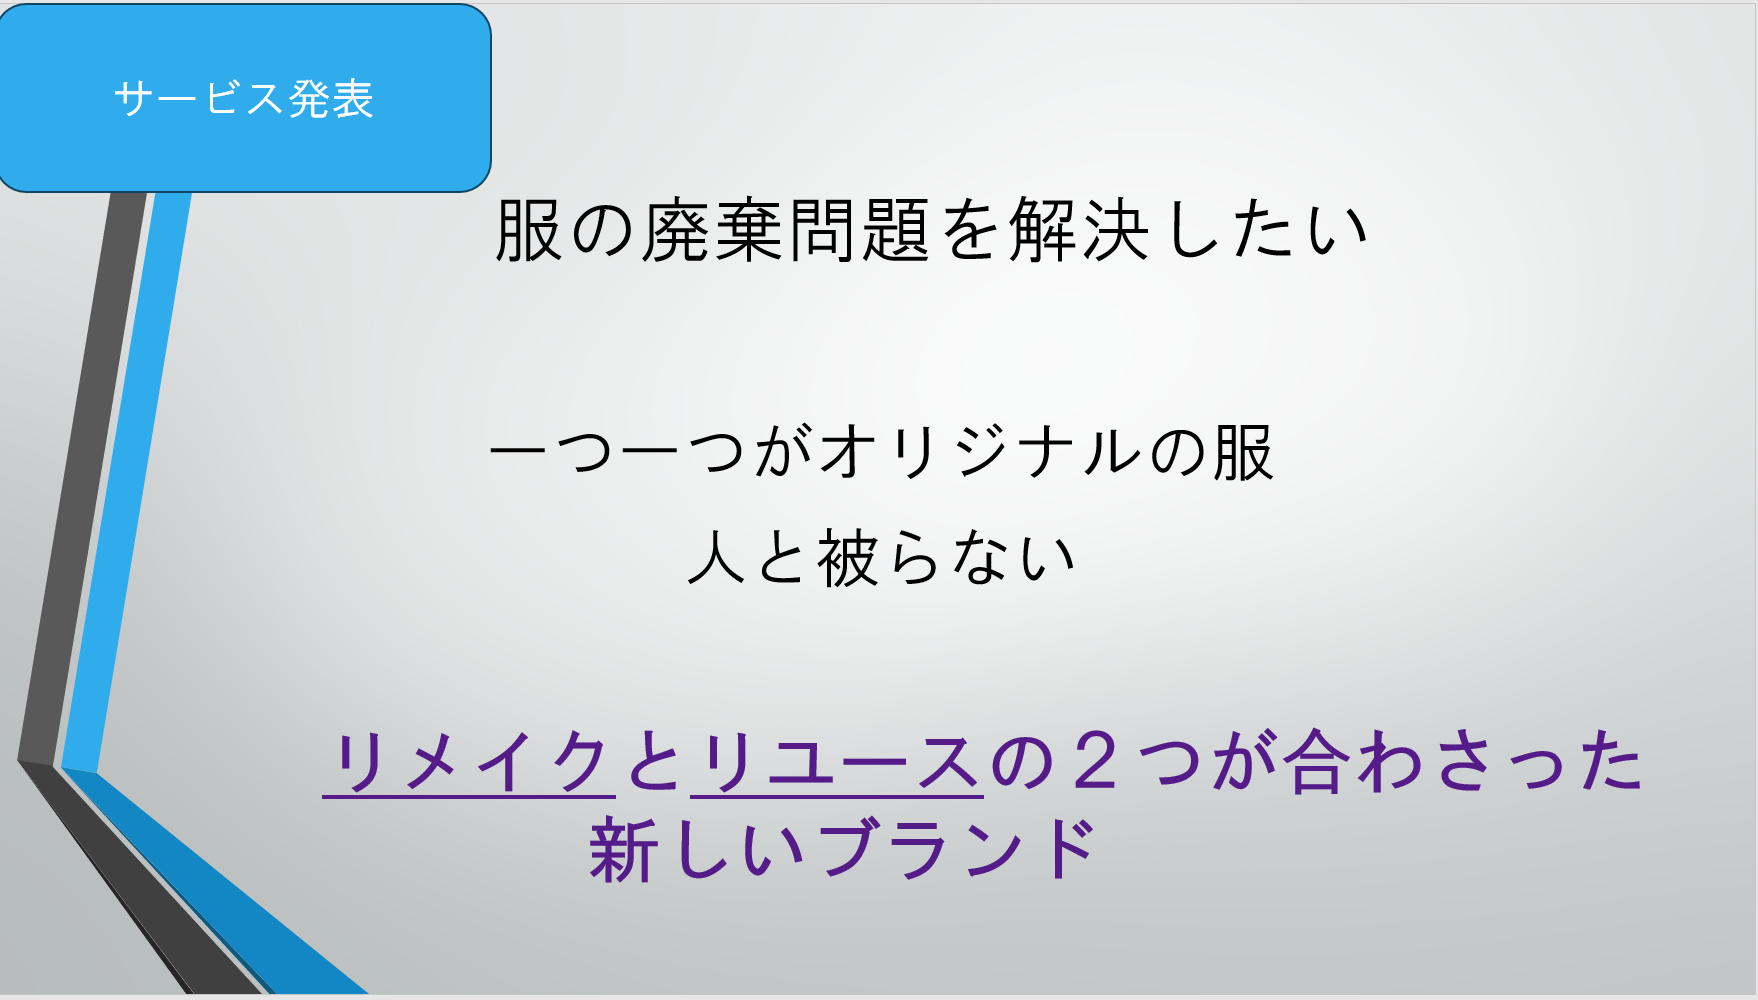 サービス発表
服の廃棄問題を解決したい
一つ一つがオリジナルの服
人と被らない
リメイクとリユースの２つが合わさった
新しいブランド